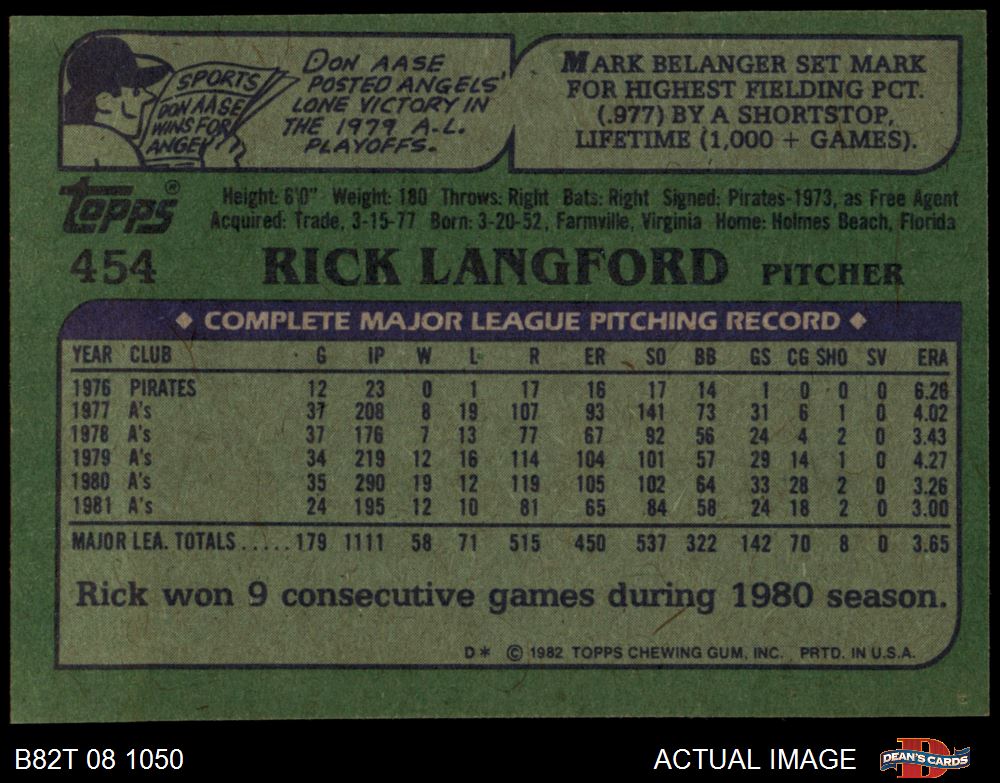 SPORTS
DON AASE
WINS FOR
ANGEL
DON AASE
POSTED ANGELS'
LONE VICTORY IN
THE 1979 A.L.
PLAYOFFS.
MARK BELANGER SET MARK
FOR HIGHEST FIELDING PCT.
(.977) BY A SHORTSTOP,
LIFETIME (1,000 + GAMES).
topps®
Height: 6'0" Weight: 180 Throws: Right Bats: Right Signed: Pirates-1973, as Free Agent
Acquired: Trade, 3-15-77 Born: 3-20-52, Farmville, Virginia Home: Holmes Beach, Florida
454 RICK LANGFORD PITCHER
◆ COMPLETE MAJOR LEAGUE PITCHING RECORD ◆
YEAR CLUB G IP W L R ER SO BB GS CG SHO SV ERA
1976 PIRATES 12 23 0 1 17 16 17 14 1 0 0 0 6.26
1977 A's 37 208 8 19 107 93 141 73 31 6 1 0 4.02
1978 A's 37 176 7 13 77 67 92 56 24 4 2 0 3.43
1979 A's 34 219 12 16 114 104 101 57 29 14 1 0 4.27
1980 A's 35 290 19 12 119 105 102 64 33 28 2 0 3.26
1981 A's 24 195 12 10 81 65 84 58 24 18 2 0 3.00
MAJOR LEA. TOTALS.....179 1111 58 71 515 450 537 322 142 70 8 0 3.65
Rick won 9 consecutive games during 1980 season.
D* © 1982 TOPPS CHEWING GUM, INC. PRTD. IN U.S.A.
B82T 08 1050 ACTUAL IMAGE DEAN'S CARDS